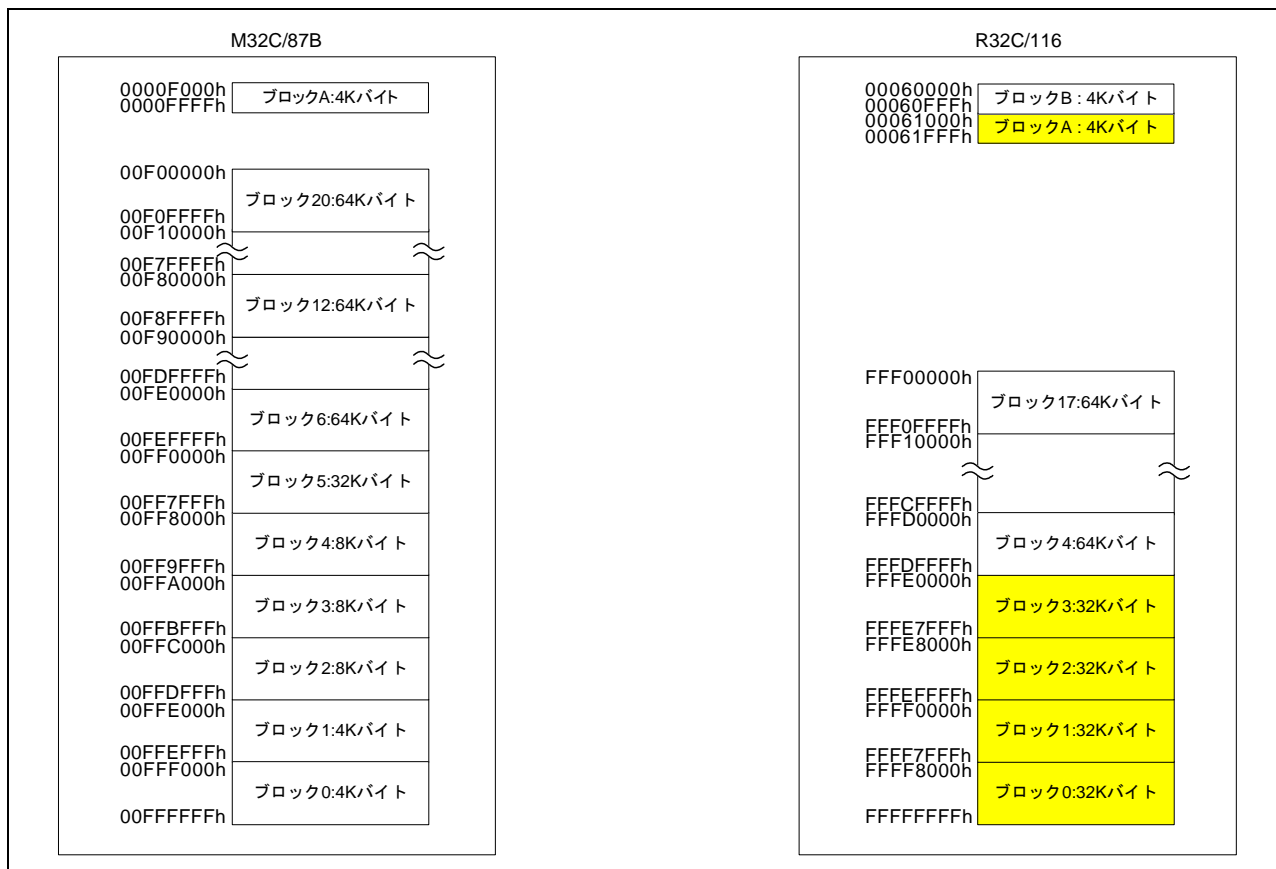 M32C/87B
0000F000h
0000FFFFh
ブロックA:4Kバイト
00F00000h
ブロック20:64Kバイト
00F0FFFFh
00F10000h
00F7FFFFh
00F80000h
ブロック12:64Kバイト
00F8FFFFh
00F90000h
00FDFFFFh
00FE0000h
ブロック6:64Kバイト
00FEFFFFh
00FF0000h
ブロック5:32Kバイト
00FF7FFFh
00FF8000h
ブロック4:8Kバイト
00FF9FFFh
00FFA000h
ブロック3:8Kバイト
00FFBFFFh
00FFC000h
ブロック2:8Kバイト
00FFDFFFh
00FFE000h
ブロック1:4Kバイト
00FFEFFFh
00FFF000h
ブロック0:4Kバイト
00FFFFFFh
R32C/116
00060000h
ブロックB : 4Kバイト
00060FFFh
00061000h
ブロックA : 4Kバイト
00061FFFh
FFF00000h
ブロック17:64Kバイト
FFF0FFFFh
FFF10000h
FFFCFFFFh
FFFD0000h
ブロック4:64Kバイト
FFFDFFFFh
FFFE0000h
ブロック3:32Kバイト
FFFE7FFFh
FFFE8000h
ブロック2:32Kバイト
FFFEFFFFh
FFFF0000h
ブロック1:32Kバイト
FFFF7FFFh
FFFF8000h
ブロック0:32Kバイト
FFFFFFFFh